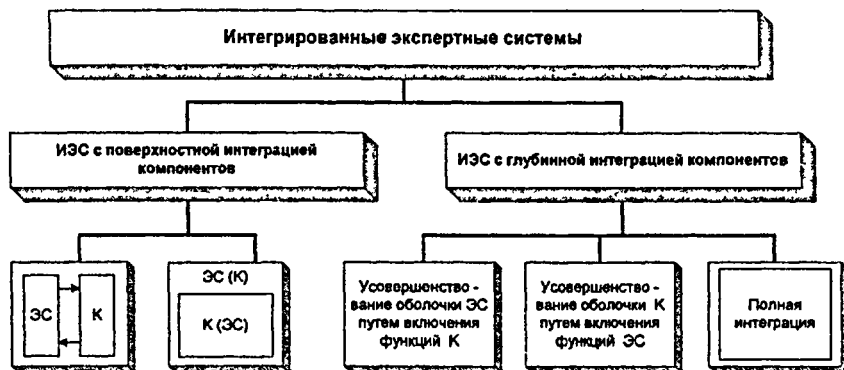 Интегрированные экспертные системы
ИЭС с поверхностной интеграцией
компонентов
ИЭС с глубинной интеграцией компонентов
ЭС
К
ЭС (К)
К (ЭС)
Усовершенство -
вание оболочки ЭС
путем включения
функций К
Усовершенство -
вание оболочки К
путем включения
функций ЭС
Полная
интеграция